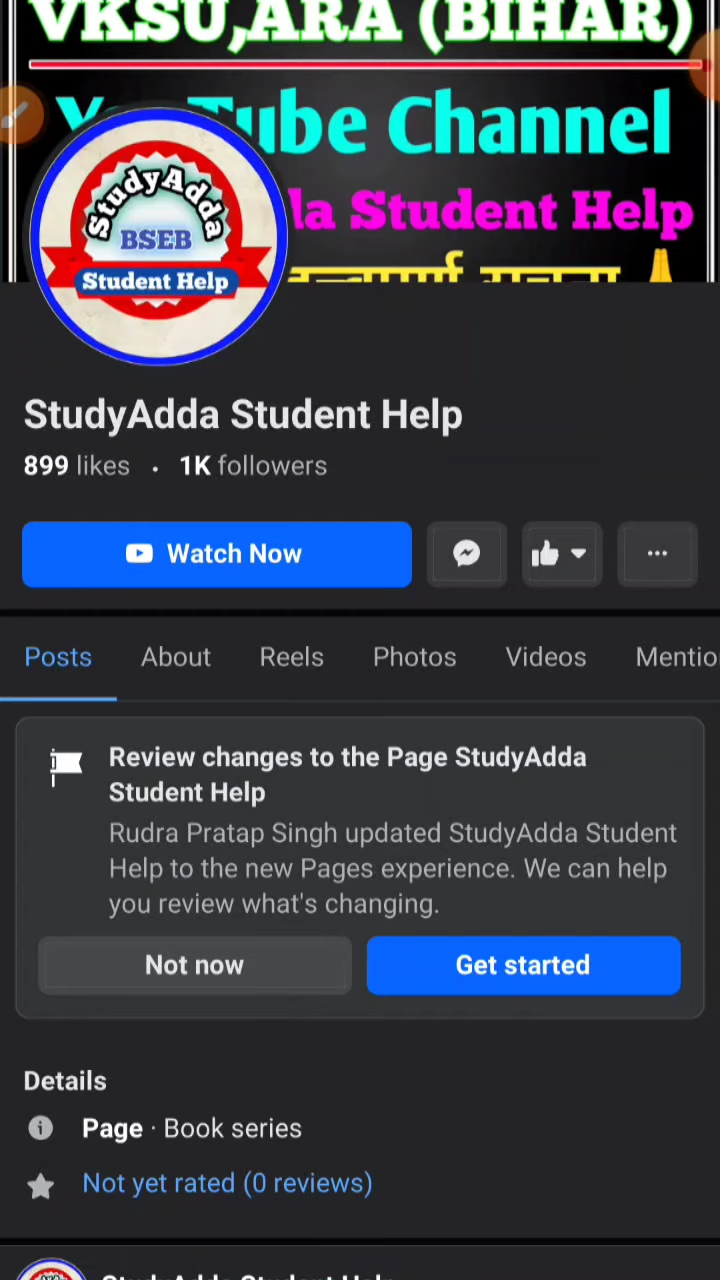 VKSU,ARA (BIHAR)
Channel
Student Help
StudyAdda
BSEB
Student Help
StudyAdda Student Help
899 likes · 1K followers
Watch Now
Posts About Reels Photos Videos Mentio
Review changes to the Page StudyAdda
Student Help
Rudra Pratap Singh updated StudyAdda Student
Help to the new Pages experience. We can help
you review what's changing.
Not now Get started
Details
Page · Book series
Not yet rated (0 reviews)
StudyAdda Student Help